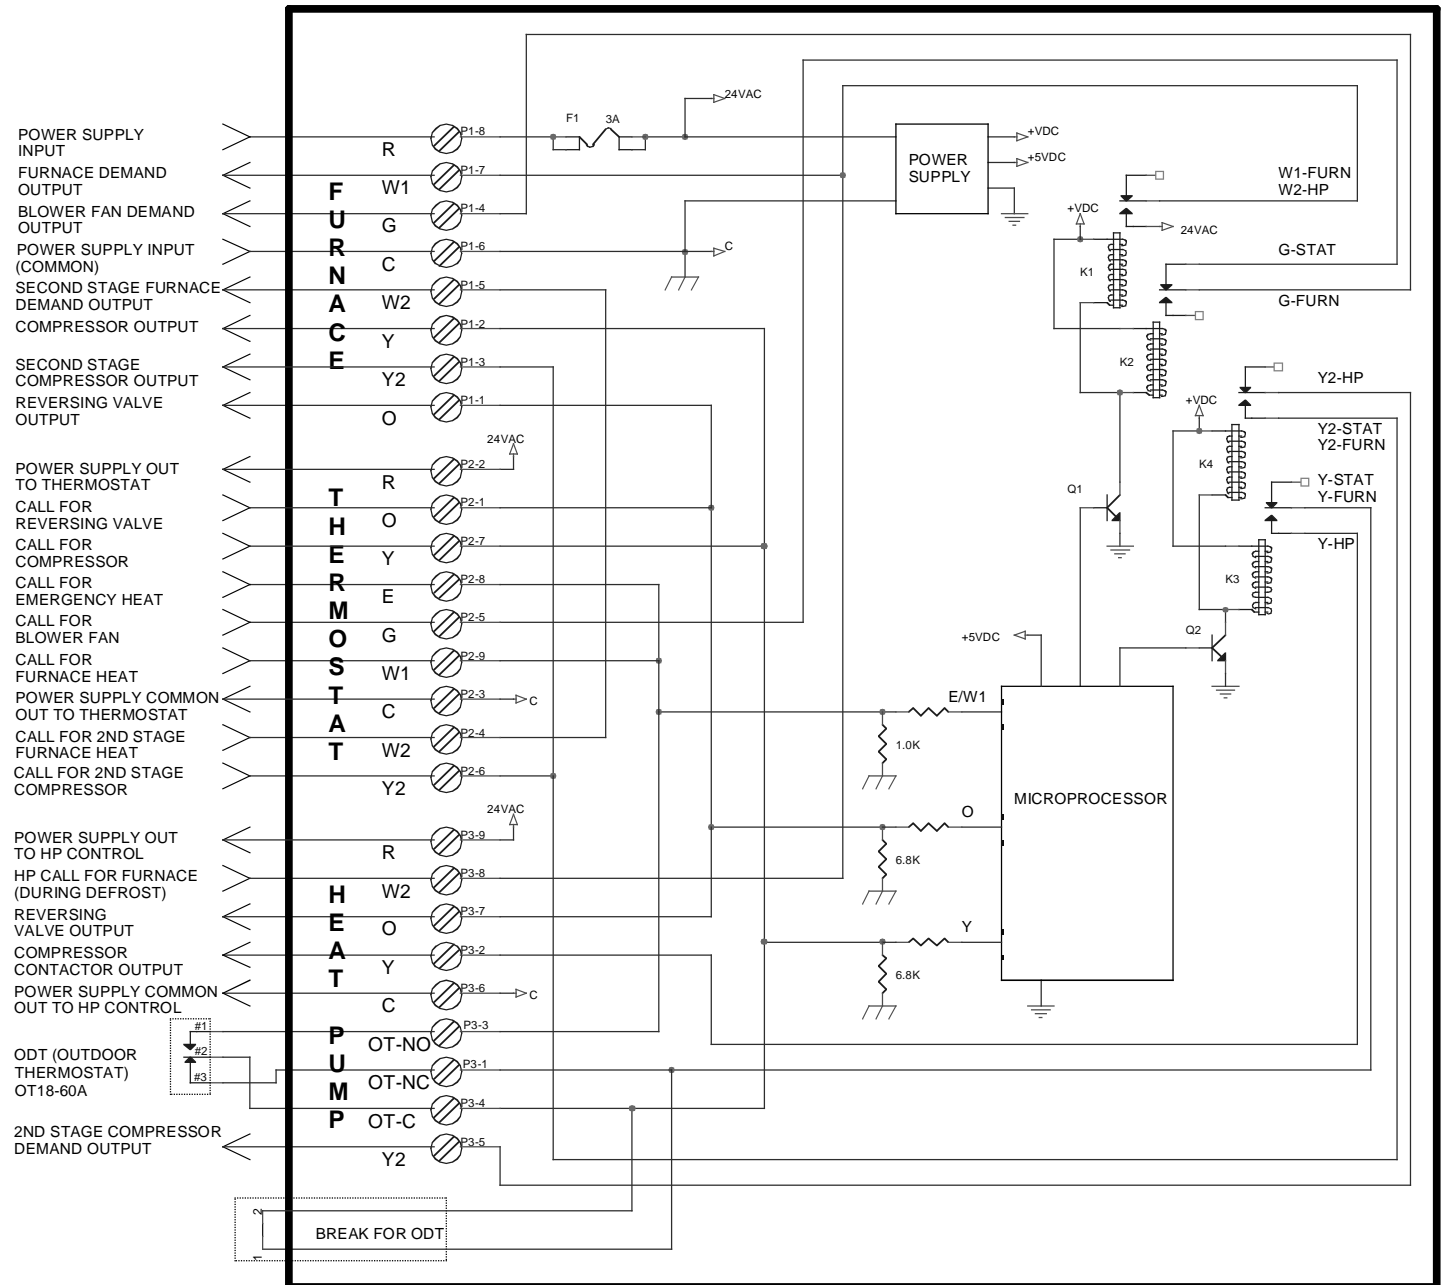 24VAC
F1 3A
POWER SUPPLY
INPUT
R
P1-8
FURNACE DEMAND
OUTPUT
W1
P1-7
BLOWER FAN DEMAND
OUTPUT
G
P1-4
POWER SUPPLY INPUT
(COMMON)
C
P1-6
C
SECOND STAGE FURNACE
DEMAND OUTPUT
W2
P1-5
COMPRESSOR OUTPUT
Y
P1-2
SECOND STAGE
COMPRESSOR OUTPUT
Y2
P1-3
REVERSING VALVE
OUTPUT
O
P1-1
FURNACE
24VAC
POWER SUPPLY OUT
TO THERMOSTAT
R
P2-2
CALL FOR
REVERSING VALVE
O
P2-1
CALL FOR
COMPRESSOR
Y
P2-7
CALL FOR
EMERGENCY HEAT
E
P2-8
CALL FOR
BLOWER FAN
G
P2-5
CALL FOR
FURNACE HEAT
W1
P2-9
POWER SUPPLY COMMON
OUT TO THERMOSTAT
C
P2-3
C
CALL FOR 2ND STAGE
FURNACE HEAT
W2
P2-4
CALL FOR 2ND STAGE
COMPRESSOR
Y2
P2-6
THERMOSTAT
24VAC
POWER SUPPLY OUT
TO HP CONTROL
R
P3-9
HP CALL FOR FURNACE
(DURING DEFROST)
W2
P3-8
REVERSING
VALVE OUTPUT
O
P3-7
COMPRESSOR
CONTACTOR OUTPUT
Y
P3-2
POWER SUPPLY COMMON
OUT TO HP CONTROL
C
P3-6
C
#1
#2
#3
ODT (OUTDOOR
THERMOSTAT)
OT18-60A
OT-NO
P3-3
OT-NC
P3-1
OT-C
P3-4
2ND STAGE COMPRESSOR
DEMAND OUTPUT
Y2
P3-5
HEAT PUMP
2
1
BREAK FOR ODT
POWER
SUPPLY
+VDC
+5VDC
W1-FURN
W2-HP
24VAC
+VDC
K1
G-STAT
G-FURN
K2
Y2-HP
+VDC
Y2-STAT
Y2-FURN
K4
Y-STAT
Y-FURN
Y-HP
Q1
K3
Q2
+5VDC
E/W1
1.0K
MICROPROCESSOR
O
6.8K
Y
6.8K